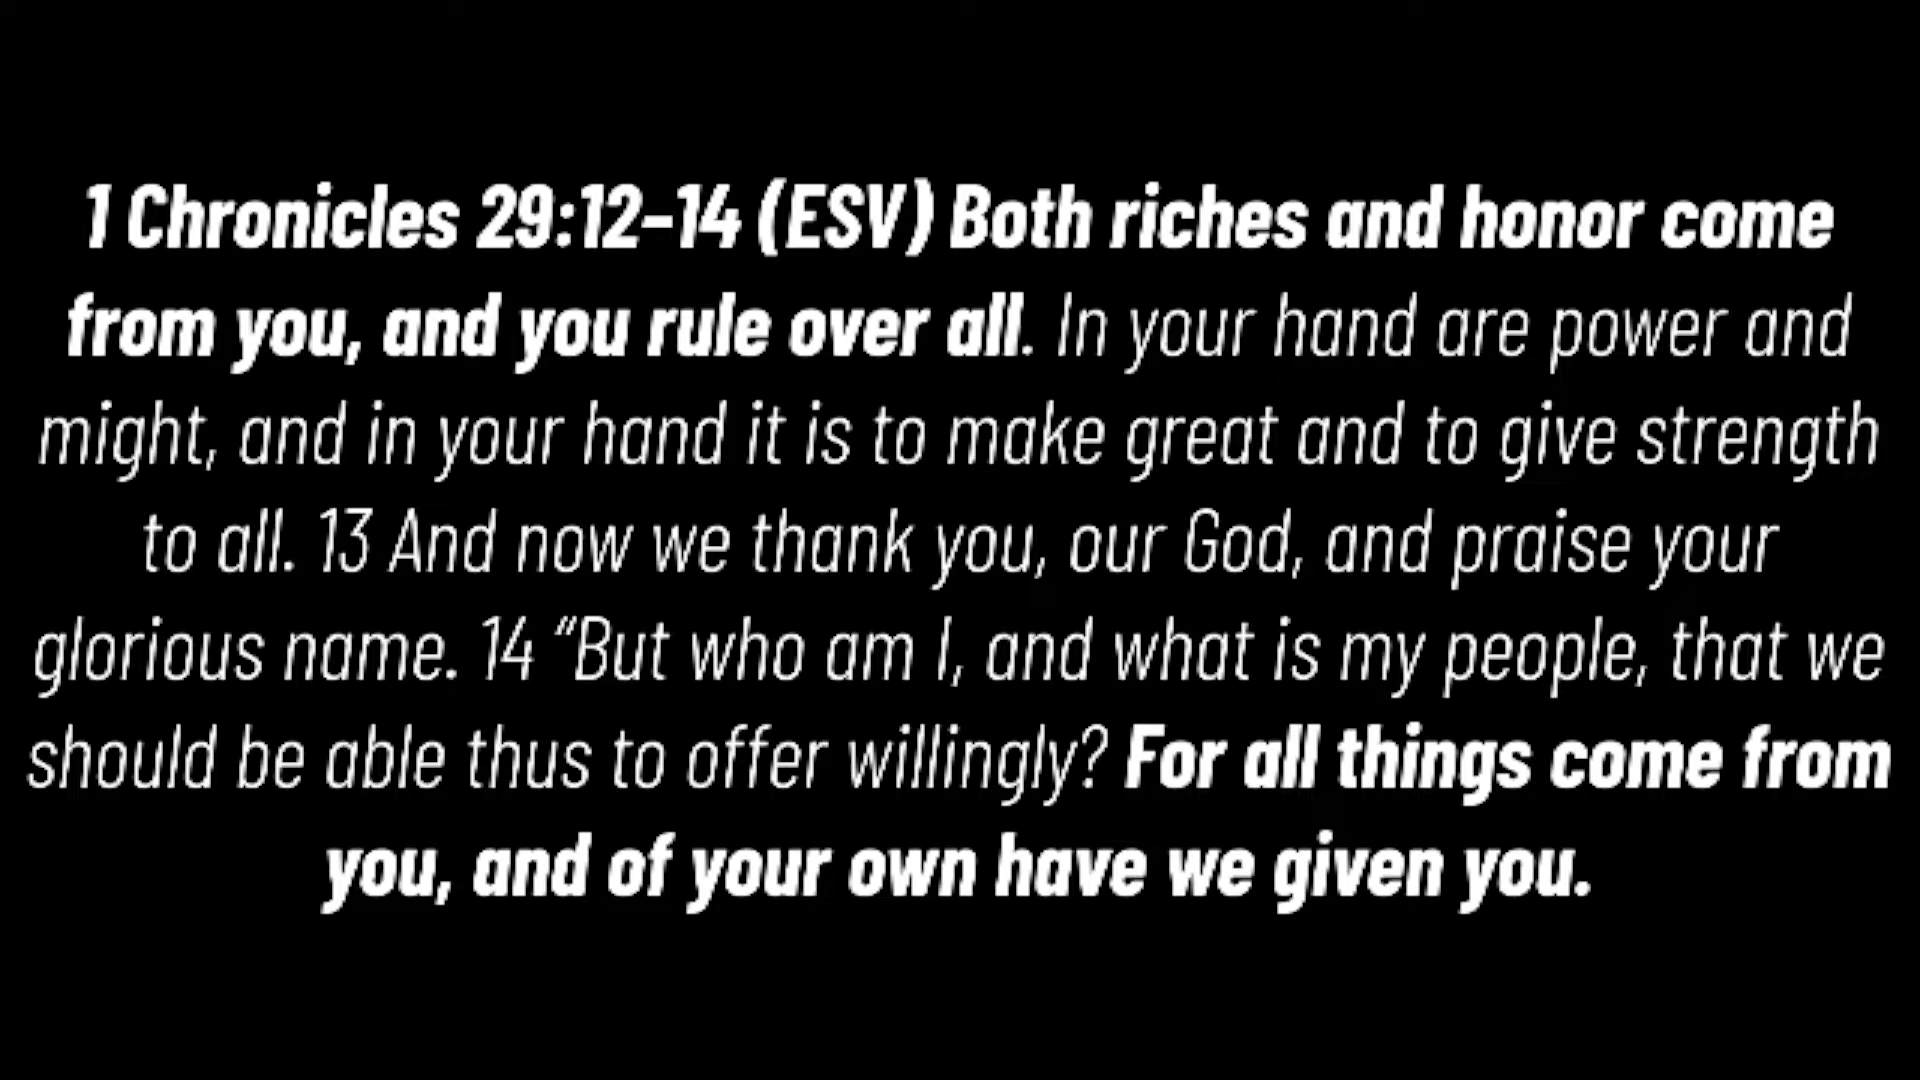 1 Chronicles 29:12–14 (ESV) Both riches and honor come
from you, and you rule over all. In your hand are power and
might, and in your hand it is to make great and to give strength
to all. 13 And now we thank you, our God, and praise your
glorious name. 14 “But who am I, and what is my people, that we
should be able thus to offer willingly? For all things come from
you, and of your own have we given you.